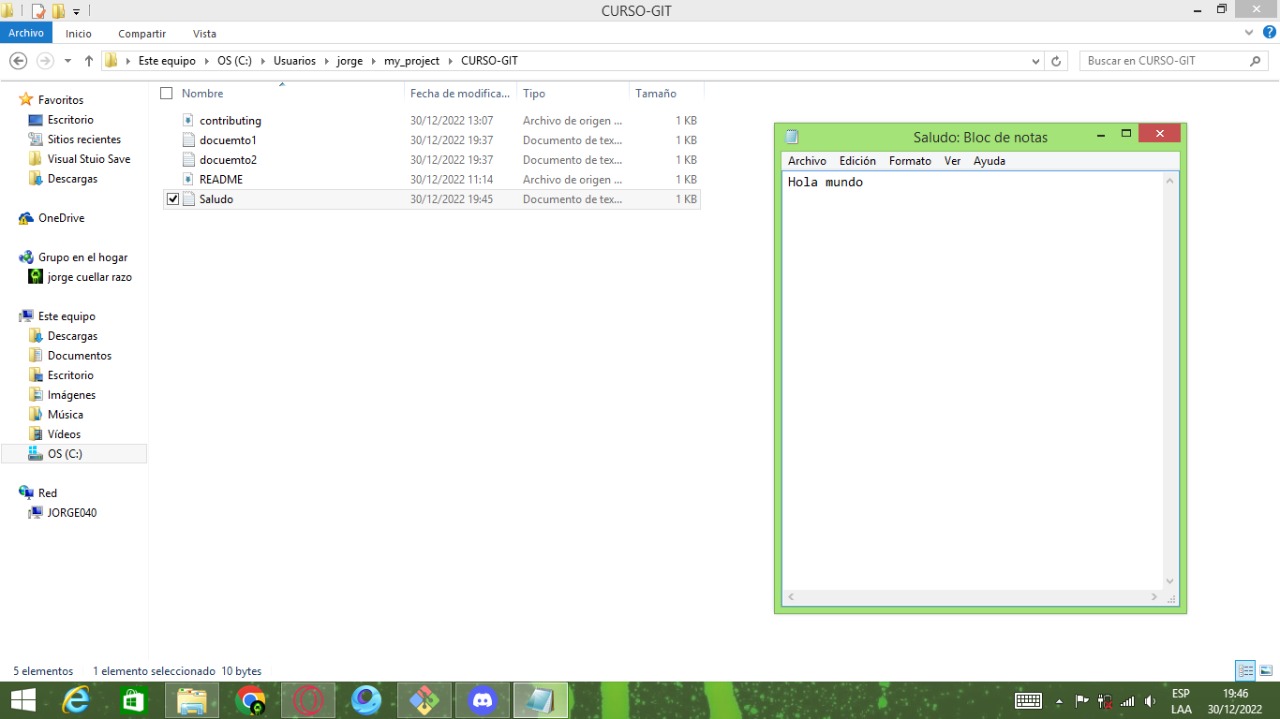 CURSO-GIT
Archivo Inicio Compartir Vista
Este equipo OS (C:) Usuarios jorge my_project CURSO-GIT
Buscar en CURSO-GIT
Favoritos
Escritorio
Sitios recientes
Visual Stuio Save
Descargas
OneDrive
Grupo en el hogar
jorge cuellar razo
Este equipo
Descargas
Documentos
Escritorio
Imágenes
Música
Vídeos
OS (C:)
Red
JORGE040
Nombre Fecha de modifica... Tipo Tamaño
contributing 30/12/2022 13:07 Archivo de origen ... 1 KB
docuemto1 30/12/2022 19:37 Documento de tex... 1 KB
docuemto2 30/12/2022 19:37 Documento de tex... 1 KB
README 30/12/2022 11:14 Archivo de origen ... 1 KB
Saludo 30/12/2022 19:45 Documento de tex... 1 KB
Saludo: Bloc de notas
Archivo Edición Formato Ver Ayuda
Hola mundo
5 elementos 1 elemento seleccionado 10 bytes
ESP 19:46
LAA 30/12/2022